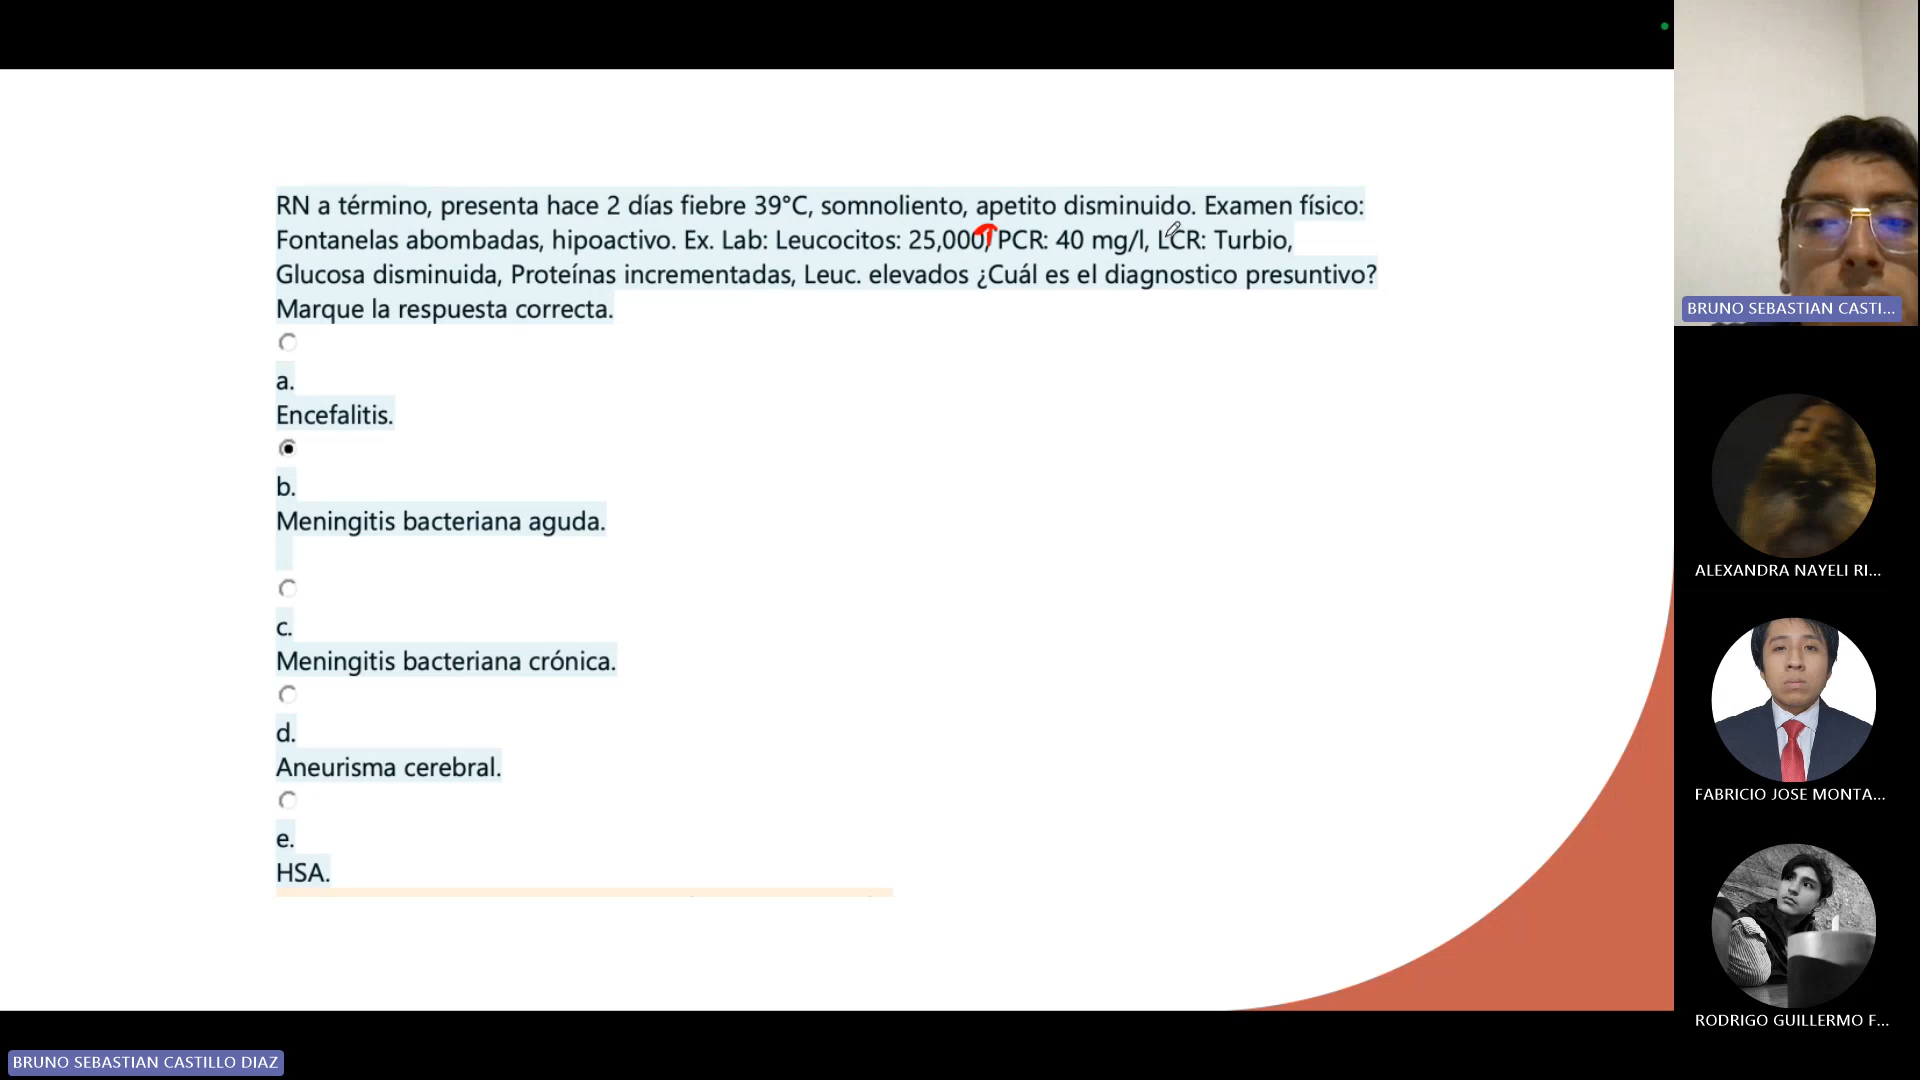 RN a término, presenta hace 2 días fiebre 39°C, somnoliento, apetito disminuido. Examen físico:
Fontanelas abombadas, hipoactivo. Ex. Lab: Leucocitos: 25,000, PCR: 40 mg/l, LCR: Turbio,
Glucosa disminuida, Proteínas incrementadas, Leuc. elevados ¿Cuál es el diagnostico presuntivo?
Marque la respuesta correcta.
a.
Encefalitis.
b.
Meningitis bacteriana aguda.
c.
Meningitis bacteriana crónica.
d.
Aneurisma cerebral.
e.
HSA.
BRUNO SEBASTIAN CASTI...
ALEXANDRA NAYELI RI...
FABRICIO JOSE MONTA...
RODRIGO GUILLERMO F...
BRUNO SEBASTIAN CASTILLO DIAZ